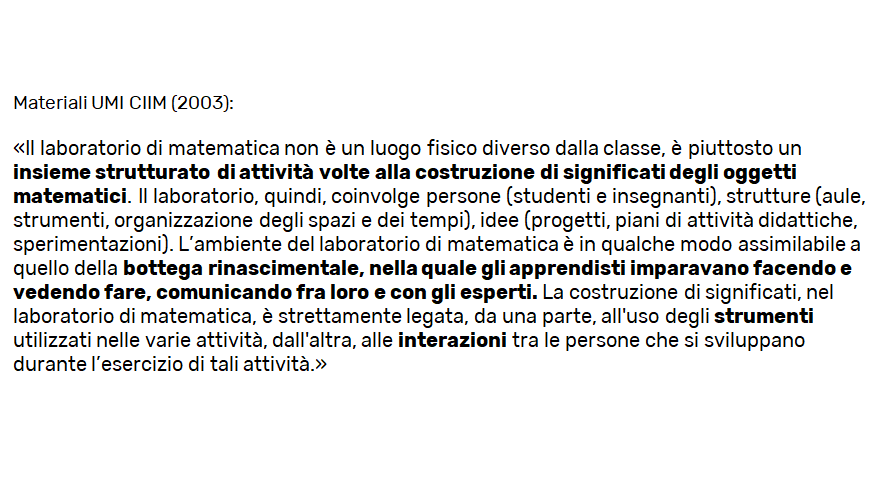 Materiali UMI CIIM (2003):
«Il laboratorio di matematica non è un luogo fisico diverso dalla classe, è piuttosto un
insieme strutturato di attività volte alla costruzione di significati degli oggetti
matematici. Il laboratorio, quindi, coinvolge persone (studenti e insegnanti), strutture (aule,
strumenti, organizzazione degli spazi e dei tempi), idee (progetti, piani di attività didattiche,
sperimentazioni). L’ambiente del laboratorio di matematica è in qualche modo assimilabile a
quello della bottega rinascimentale, nella quale gli apprendisti imparavano facendo e
vedendo fare, comunicando fra loro e con gli esperti. La costruzione di significati, nel
laboratorio di matematica, è strettamente legata, da una parte, all'uso degli strumenti
utilizzati nelle varie attività, dall'altra, alle interazioni tra le persone che si sviluppano
durante l’esercizio di tali attività.»